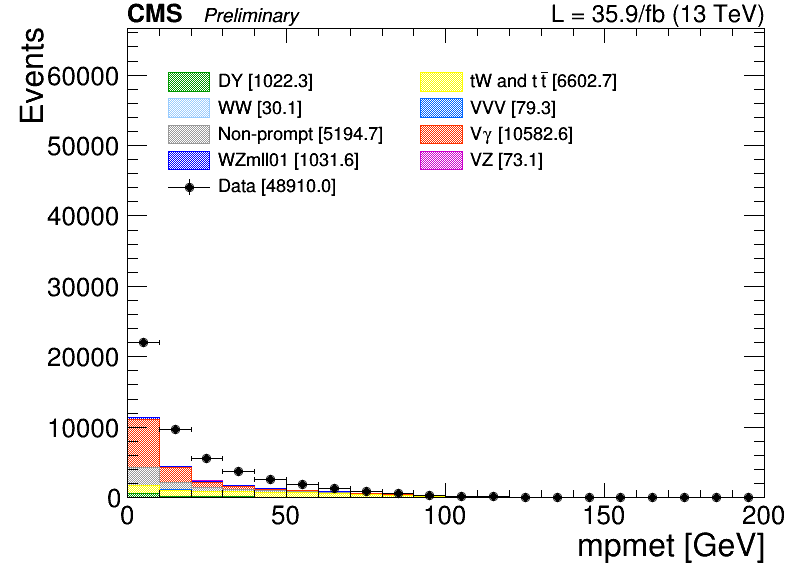 CMS Preliminary L = 35.9/fb (13 TeV)
Events
60000
50000
40000
30000
20000
10000
0
DY [1022.3] tW and t t̅ [6602.7]
WW [30.1] VVV [79.3]
Non-prompt [5194.7] Vγ [10582.6]
WZmll01 [1031.6] VZ [73.1]
Data [48910.0]
0 50 100 150 200
mpmet [GeV]